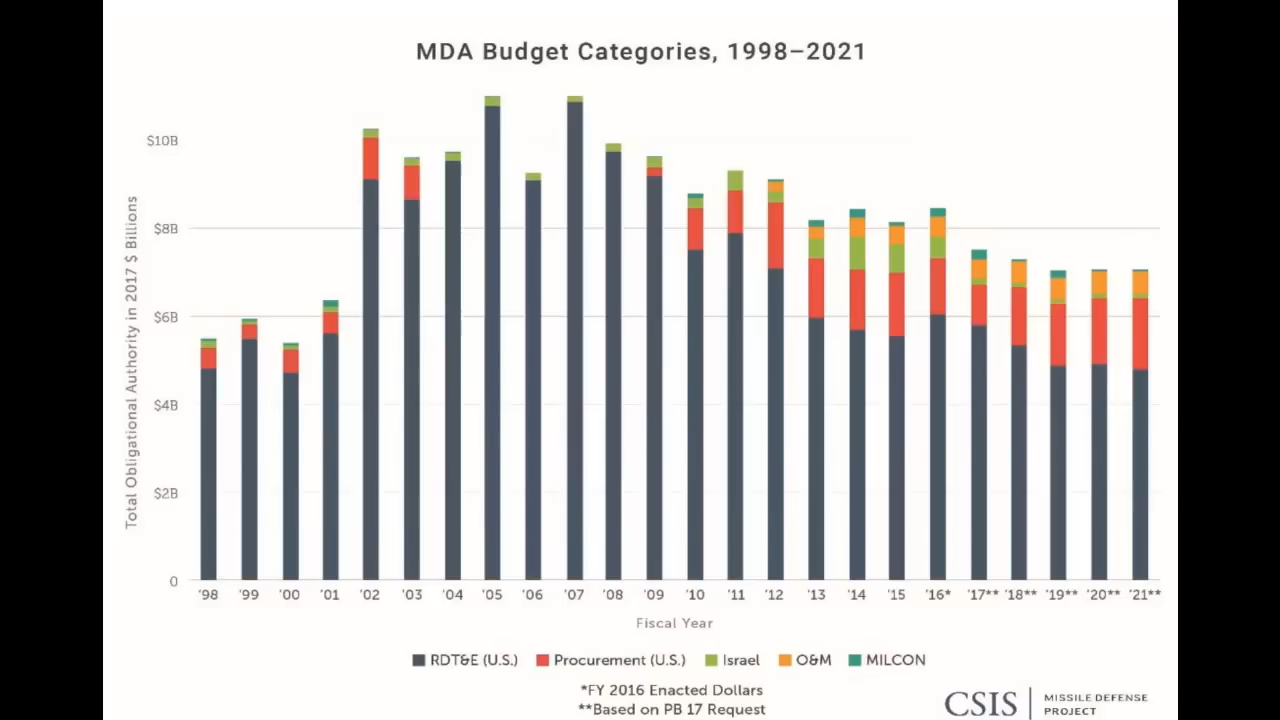 MDA Budget Categories, 1998–2021
Total Obligational Authority in 2017 $ Billions
$10B
$8B
$6B
$4B
$2B
0
'98 '99 '00 '01 '02 '03 '04 '05 '06 '07 '08 '09 '10 '11 '12 '13 '14 '15 '16* '17** '18** '19** '20** '21**
Fiscal Year
RDT&E (U.S.) Procurement (U.S.) Israel O&M MILCON
*FY 2016 Enacted Dollars
**Based on PB 17 Request
CSIS | MISSILE DEFENSE
PROJECT